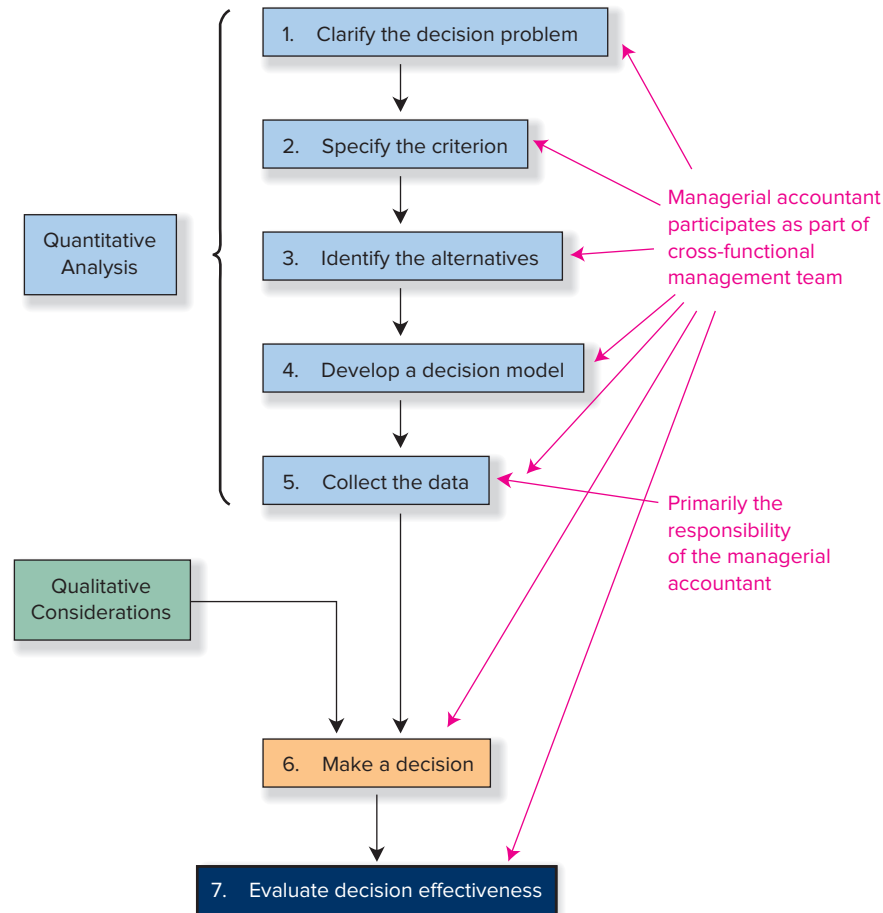 1. Clarify the decision problem
2. Specify the criterion
Managerial accountant
participates as part of
cross-functional
management team
Quantitative
Analysis
3. Identify the alternatives
4. Develop a decision model
5. Collect the data
Primarily the
responsibility
of the managerial
accountant
Qualitative
Considerations
6. Make a decision
7. Evaluate decision effectiveness